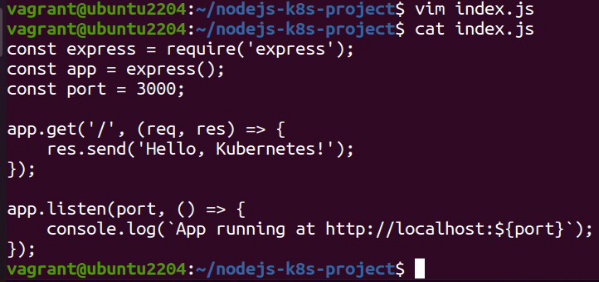 vagrant@ubuntu2204:~/nodejs-k8s-project$ vim index.js
vagrant@ubuntu2204:~/nodejs-k8s-project$ cat index.js
const express = require('express');
const app = express();
const port = 3000;

app.get('/', (req, res) => {
    res.send('Hello, Kubernetes!');
});

app.listen(port, () => {
    console.log(`App running at http://localhost:${port}`);
});
vagrant@ubuntu2204:~/nodejs-k8s-project$